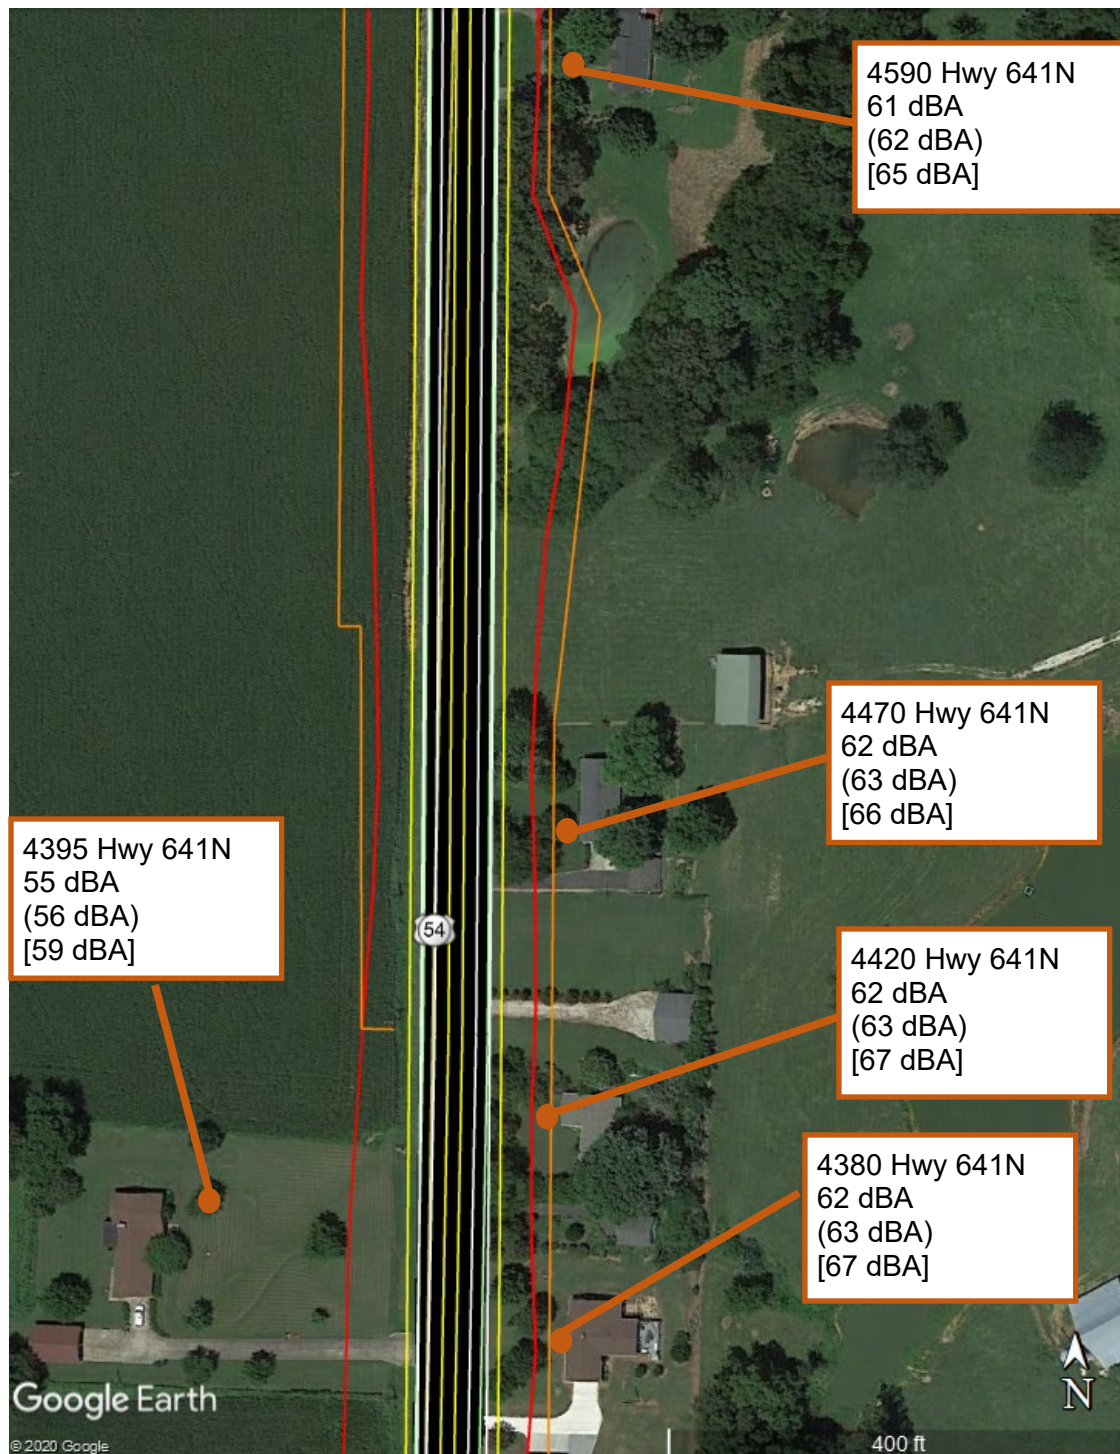 4590 Hwy 641N
61 dBA
(62 dBA)
[65 dBA]
4470 Hwy 641N
62 dBA
(63 dBA)
[66 dBA]
4395 Hwy 641N
55 dBA
(56 dBA)
[59 dBA]
54
4420 Hwy 641N
62 dBA
(63 dBA)
[67 dBA]
4380 Hwy 641N
62 dBA
(63 dBA)
[67 dBA]
Google Earth
N
© 2020 Google
400 ft